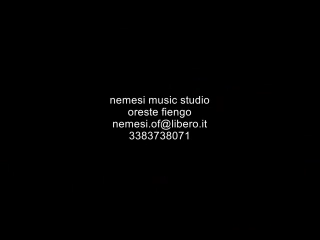 nemesi music studio
oreste fiengo
nemesi.of@libero.it
3383738071